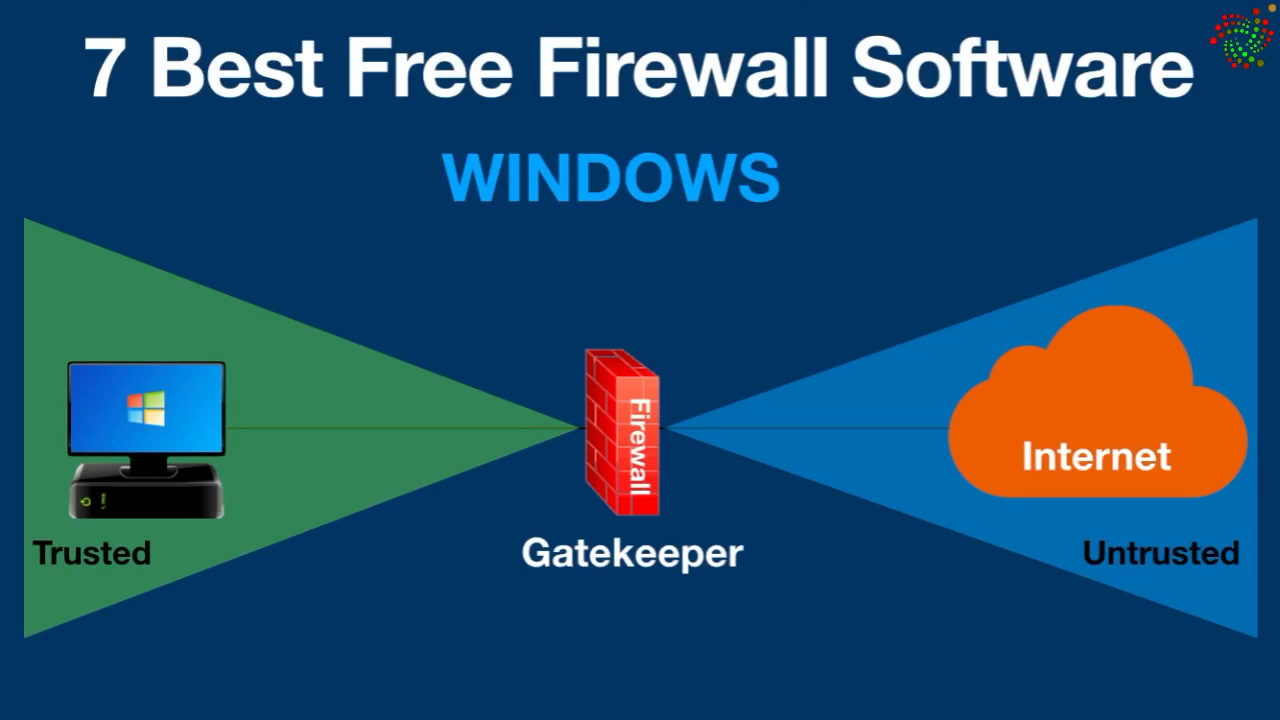 7 Best Free Firewall Software
WINDOWS
Firewall
Internet
Trusted
Gatekeeper
Untrusted